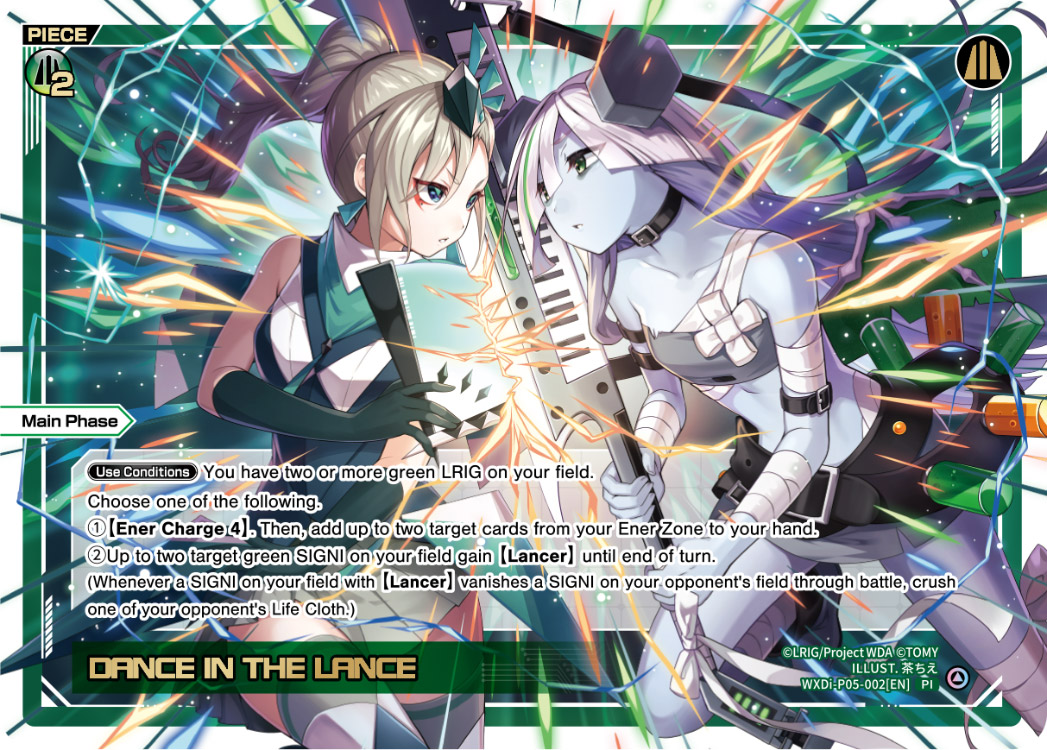 PIECE
2
Main Phase
Use Conditions You have two or more green LRIG on your field.
Choose one of the following.
①【Ener Charge 4】. Then, add up to two target cards from your Ener Zone to your hand.
②Up to two target green SIGNI on your field gain【Lancer】until end of turn.
(Whenever a SIGNI on your field with【Lancer】vanishes a SIGNI on your opponent's field through battle, crush
one of your opponent's Life Cloth.)
DANCE IN THE LANCE
©LRIG/Project WDA ©TOMY
ILLUST. 茶ちえ
WXDi-P05-002[EN] PI